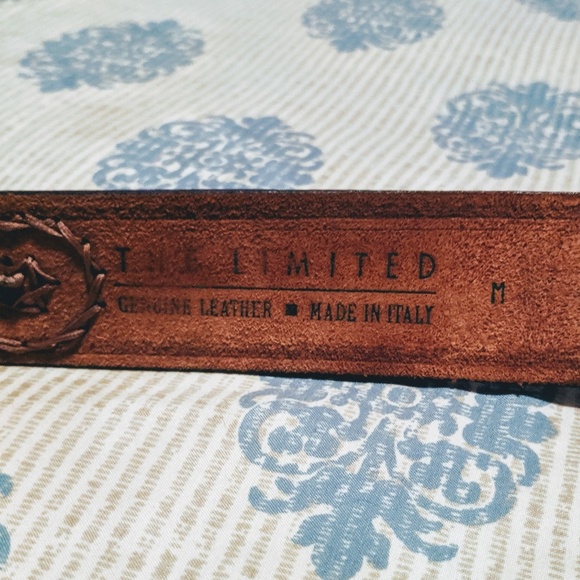 THE LIMITED
GENUINE LEATHER ■ MADE IN ITALY
M